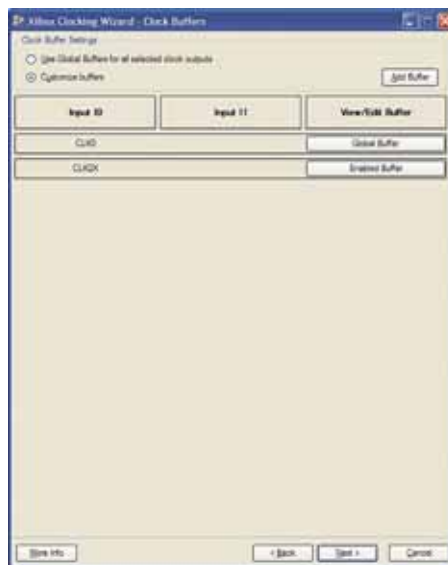 Xilinx Clocking Wizard - Clock Buffers
Clock Buffer Settings
Use Global Buffers for all selected clock outputs
Customize buffers
Add Buffer
Input I0 Input I1 View/Edit Buffer
CLK0 Global Buffer
CLK2X Enabled Buffer
More Info < Back Next > Cancel